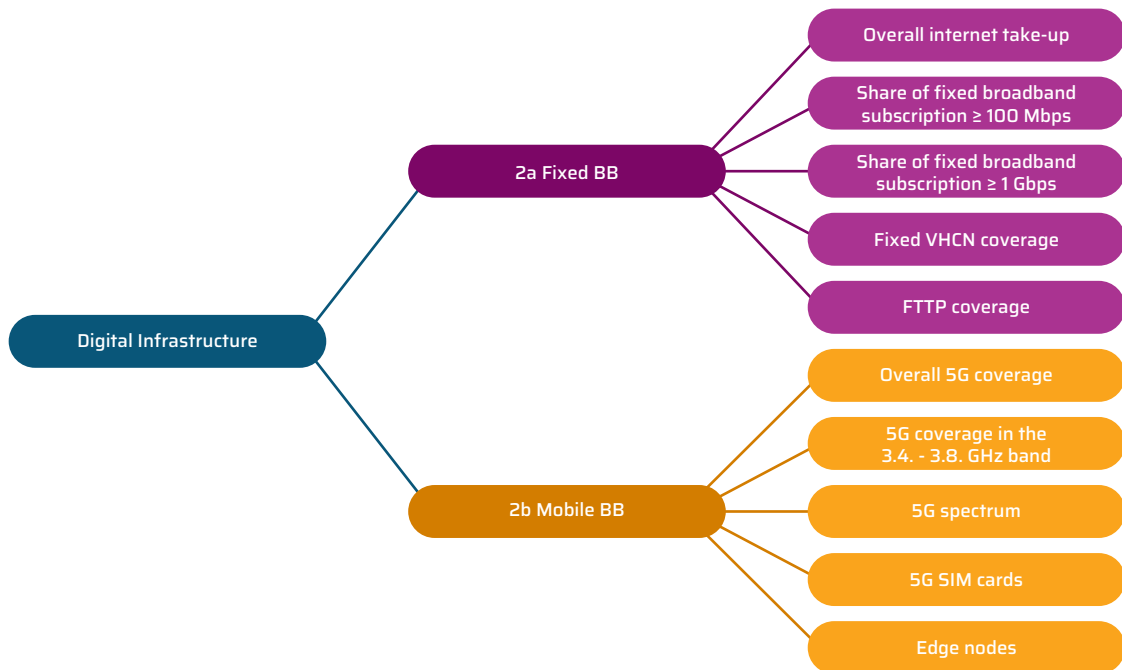 Overall internet take-up
Share of fixed broadband
subscription ≥ 100 Mbps
2a Fixed BB
Share of fixed broadband
subscription ≥ 1 Gbps
Fixed VHCN coverage
FTTP coverage
Digital Infrastructure
Overall 5G coverage
5G coverage in the
3.4. - 3.8. GHz band
2b Mobile BB
5G spectrum
5G SIM cards
Edge nodes